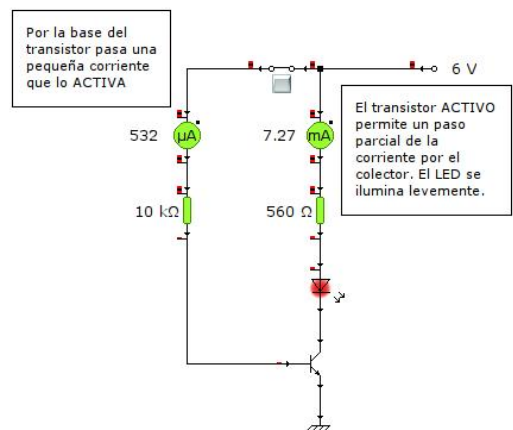 Por la base del
transistor pasa una
pequeña corriente
que lo ACTIVA
6 V
El transistor ACTIVO
permite un paso
parcial de la
corriente por el
colector. El LED se
ilumina levemente.
532 µA
7.27 mA
10 kΩ
560 Ω